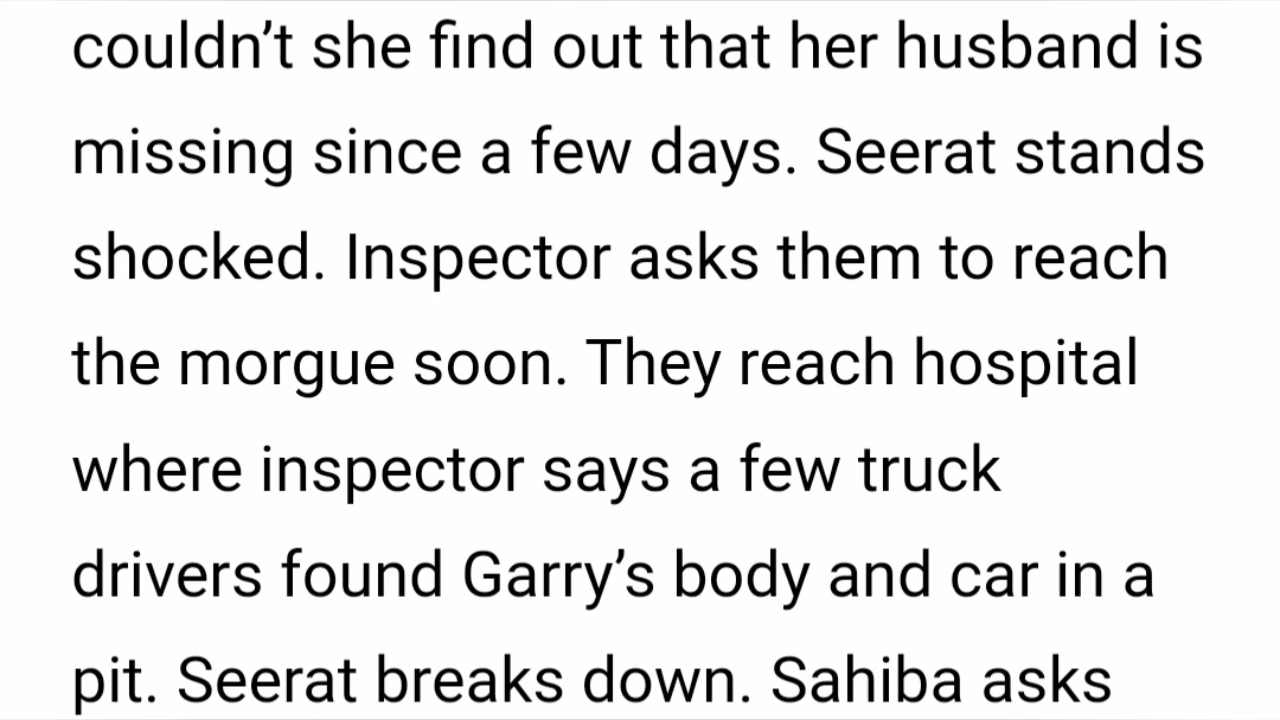 couldn’t she find out that her husband is
missing since a few days. Seerat stands
shocked. Inspector asks them to reach
the morgue soon. They reach hospital
where inspector says a few truck
drivers found Garry’s body and car in a
pit. Seerat breaks down. Sahiba asks